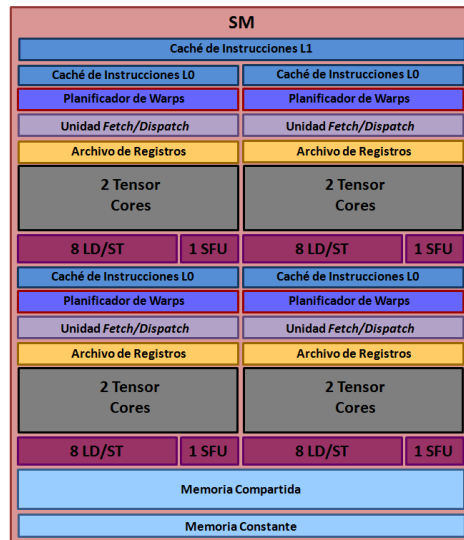 SM
Caché de Instrucciones L1
Caché de Instrucciones L0 Caché de Instrucciones L0
Planificador de Warps Planificador de Warps
Unidad Fetch/Dispatch Unidad Fetch/Dispatch
Archivo de Registros Archivo de Registros
2 Tensor 2 Tensor
Cores Cores
8 LD/ST 1 SFU 8 LD/ST 1 SFU
Caché de Instrucciones L0 Caché de Instrucciones L0
Planificador de Warps Planificador de Warps
Unidad Fetch/Dispatch Unidad Fetch/Dispatch
Archivo de Registros Archivo de Registros
2 Tensor 2 Tensor
Cores Cores
8 LD/ST 1 SFU 8 LD/ST 1 SFU
Memoria Compartida
Memoria Constante